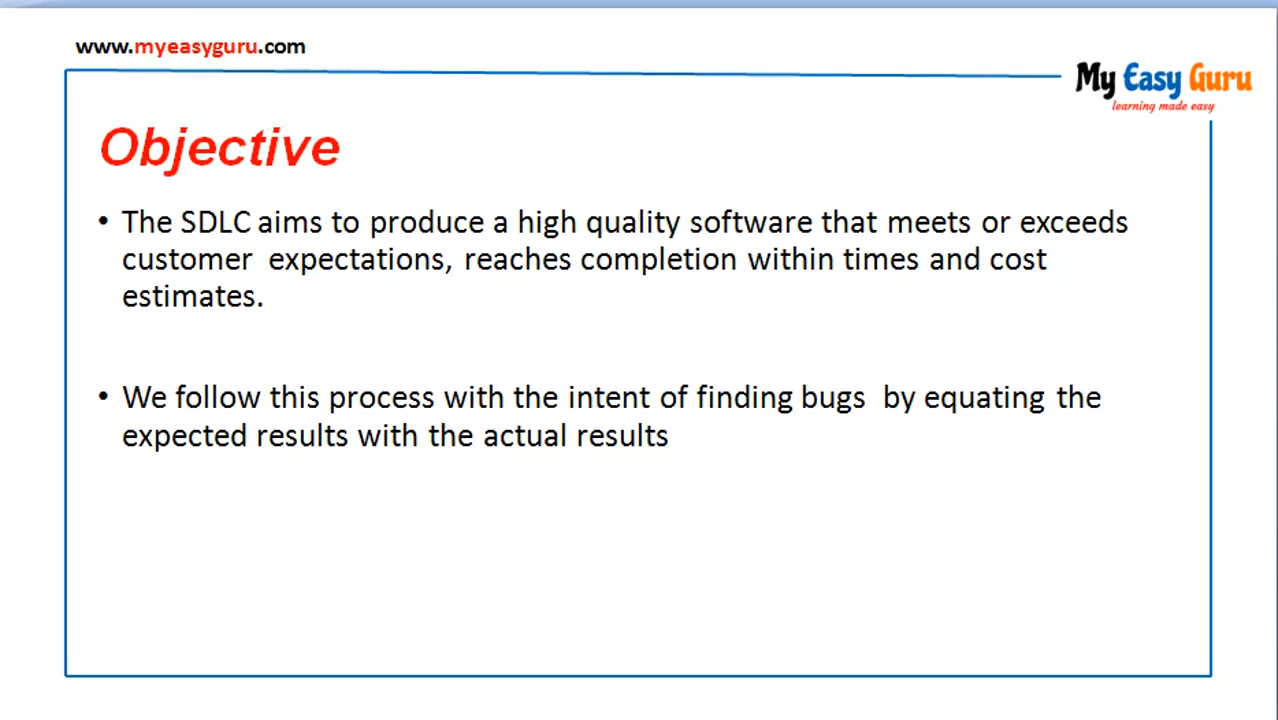 www.myeasyguru.com
My Easy Guru
learning made easy
Objective
• The SDLC aims to produce a high quality software that meets or exceeds
customer expectations, reaches completion within times and cost
estimates.
• We follow this process with the intent of finding bugs by equating the
expected results with the actual results